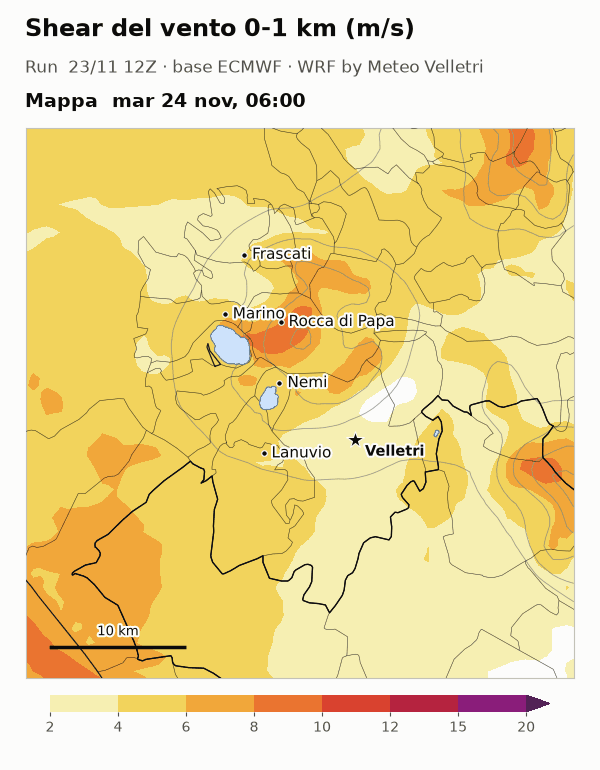 Shear del vento 0-1 km (m/s)
Run  23/11 12Z · base ECMWF · WRF by Meteo Velletri
Mappa  mar 24 nov, 06:00
Frascati
Marino
Rocca di Papa
Nemi
Velletri
Lanuvio
10 km
2 4 6 8 10 12 15 20